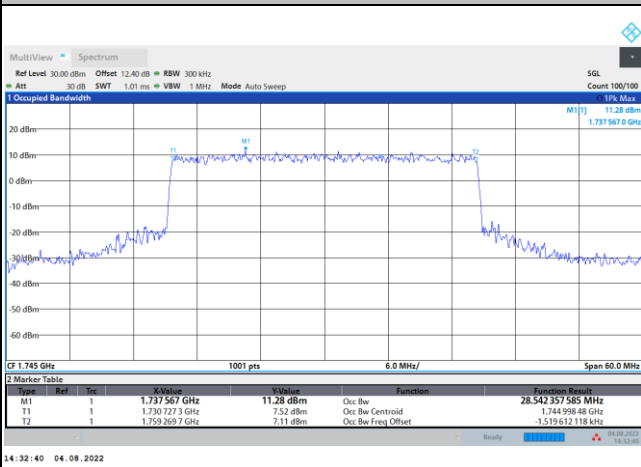 MultiView Spectrum
Ref Level 30.00 dBm Offset 12.40 dB RBW 300 kHz SGL
Att 30 dB SWT 1.01 ms VBW 1 MHz Mode Auto Sweep Count 100/100
1 Occupied Bandwidth 1Pk Max
M1[1] 11.28 dBm
1.737 567 0 GHz
20 dBm
T1 M1 T2
10 dBm
0 dBm
-10 dBm
-20 dBm
-30 dBm
-40 dBm
-50 dBm
-60 dBm
CF 1.745 GHz 1001 pts 6.0 MHz/ Span 60.0 MHz
2 Marker Table
Type Ref Trc X-Value Y-Value Function Function Result
M1 1 1.737 567 GHz 11.28 dBm Occ Bw 28.542 357 585 MHz
T1 1 1.730 727 3 GHz 7.52 dBm Occ Bw Centroid 1.744 998 48 GHz
T2 1 1.759 269 7 GHz 7.11 dBm Occ Bw Freq Offset -1.519 612 118 kHz
Ready 04.08.2022
14:32:40
14:32:40 04.08.2022